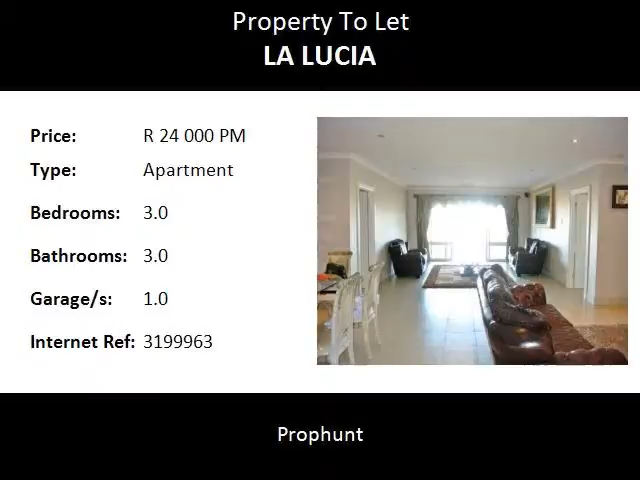 Property To Let
LA LUCIA
Price: R 24 000 PM
Type: Apartment
Bedrooms: 3.0
Bathrooms: 3.0
Garage/s: 1.0
Internet Ref: 3199963
Prophunt